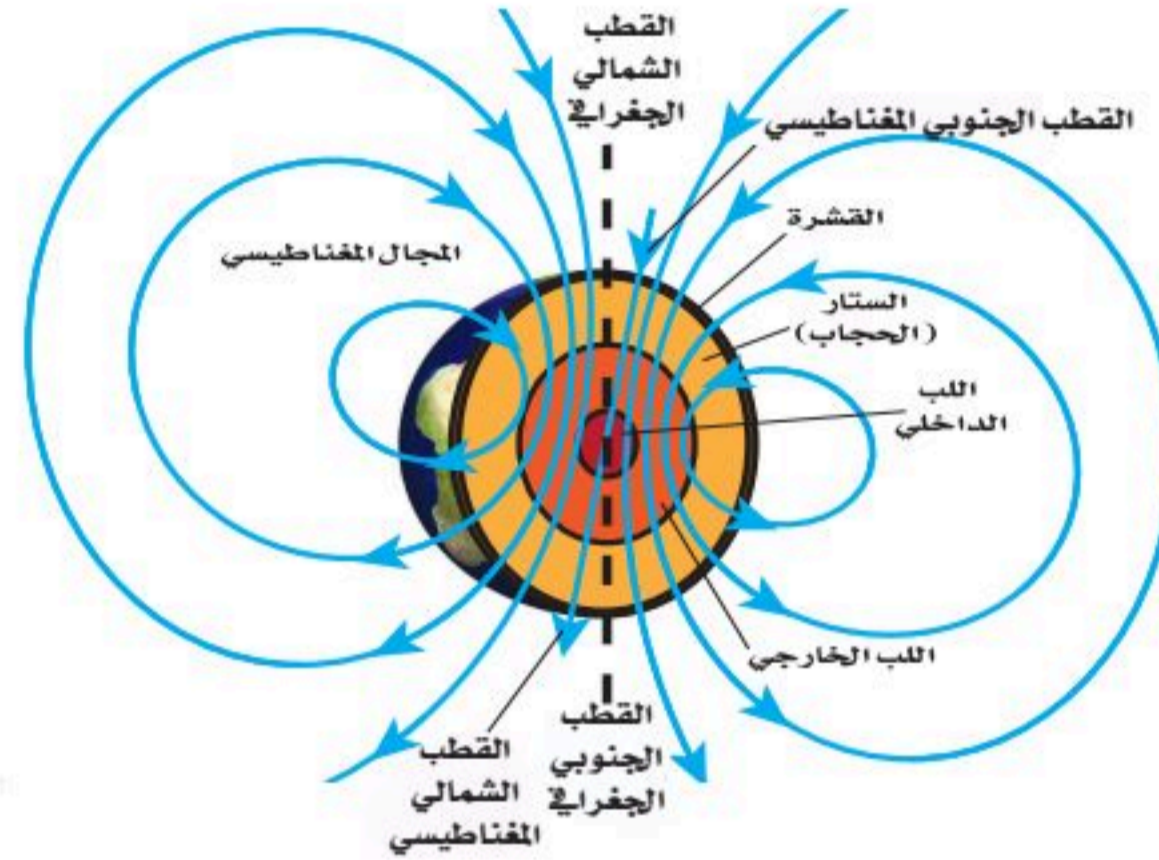 القطب
الشمالي
الجغرافي
القطب الجنوبي المغناطيسي
القشرة
المجال المغناطيسي
الستار
(الحجاب)
اللب
الداخلي
اللب الخارجي
القطب
الجنوبي
الجغرافي
القطب
الشمالي
المغناطيسي